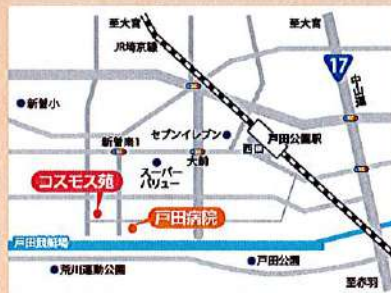 至大宮
至大宮
JR埼京線
17
中山道
新曽小
セブンイレブン
戸田公園駅
新曽南1
大前
西口
スーパー
バリュー
コスモス苑
戸田病院
戸田競艇場
荒川運動公園
戸田公園
至赤羽